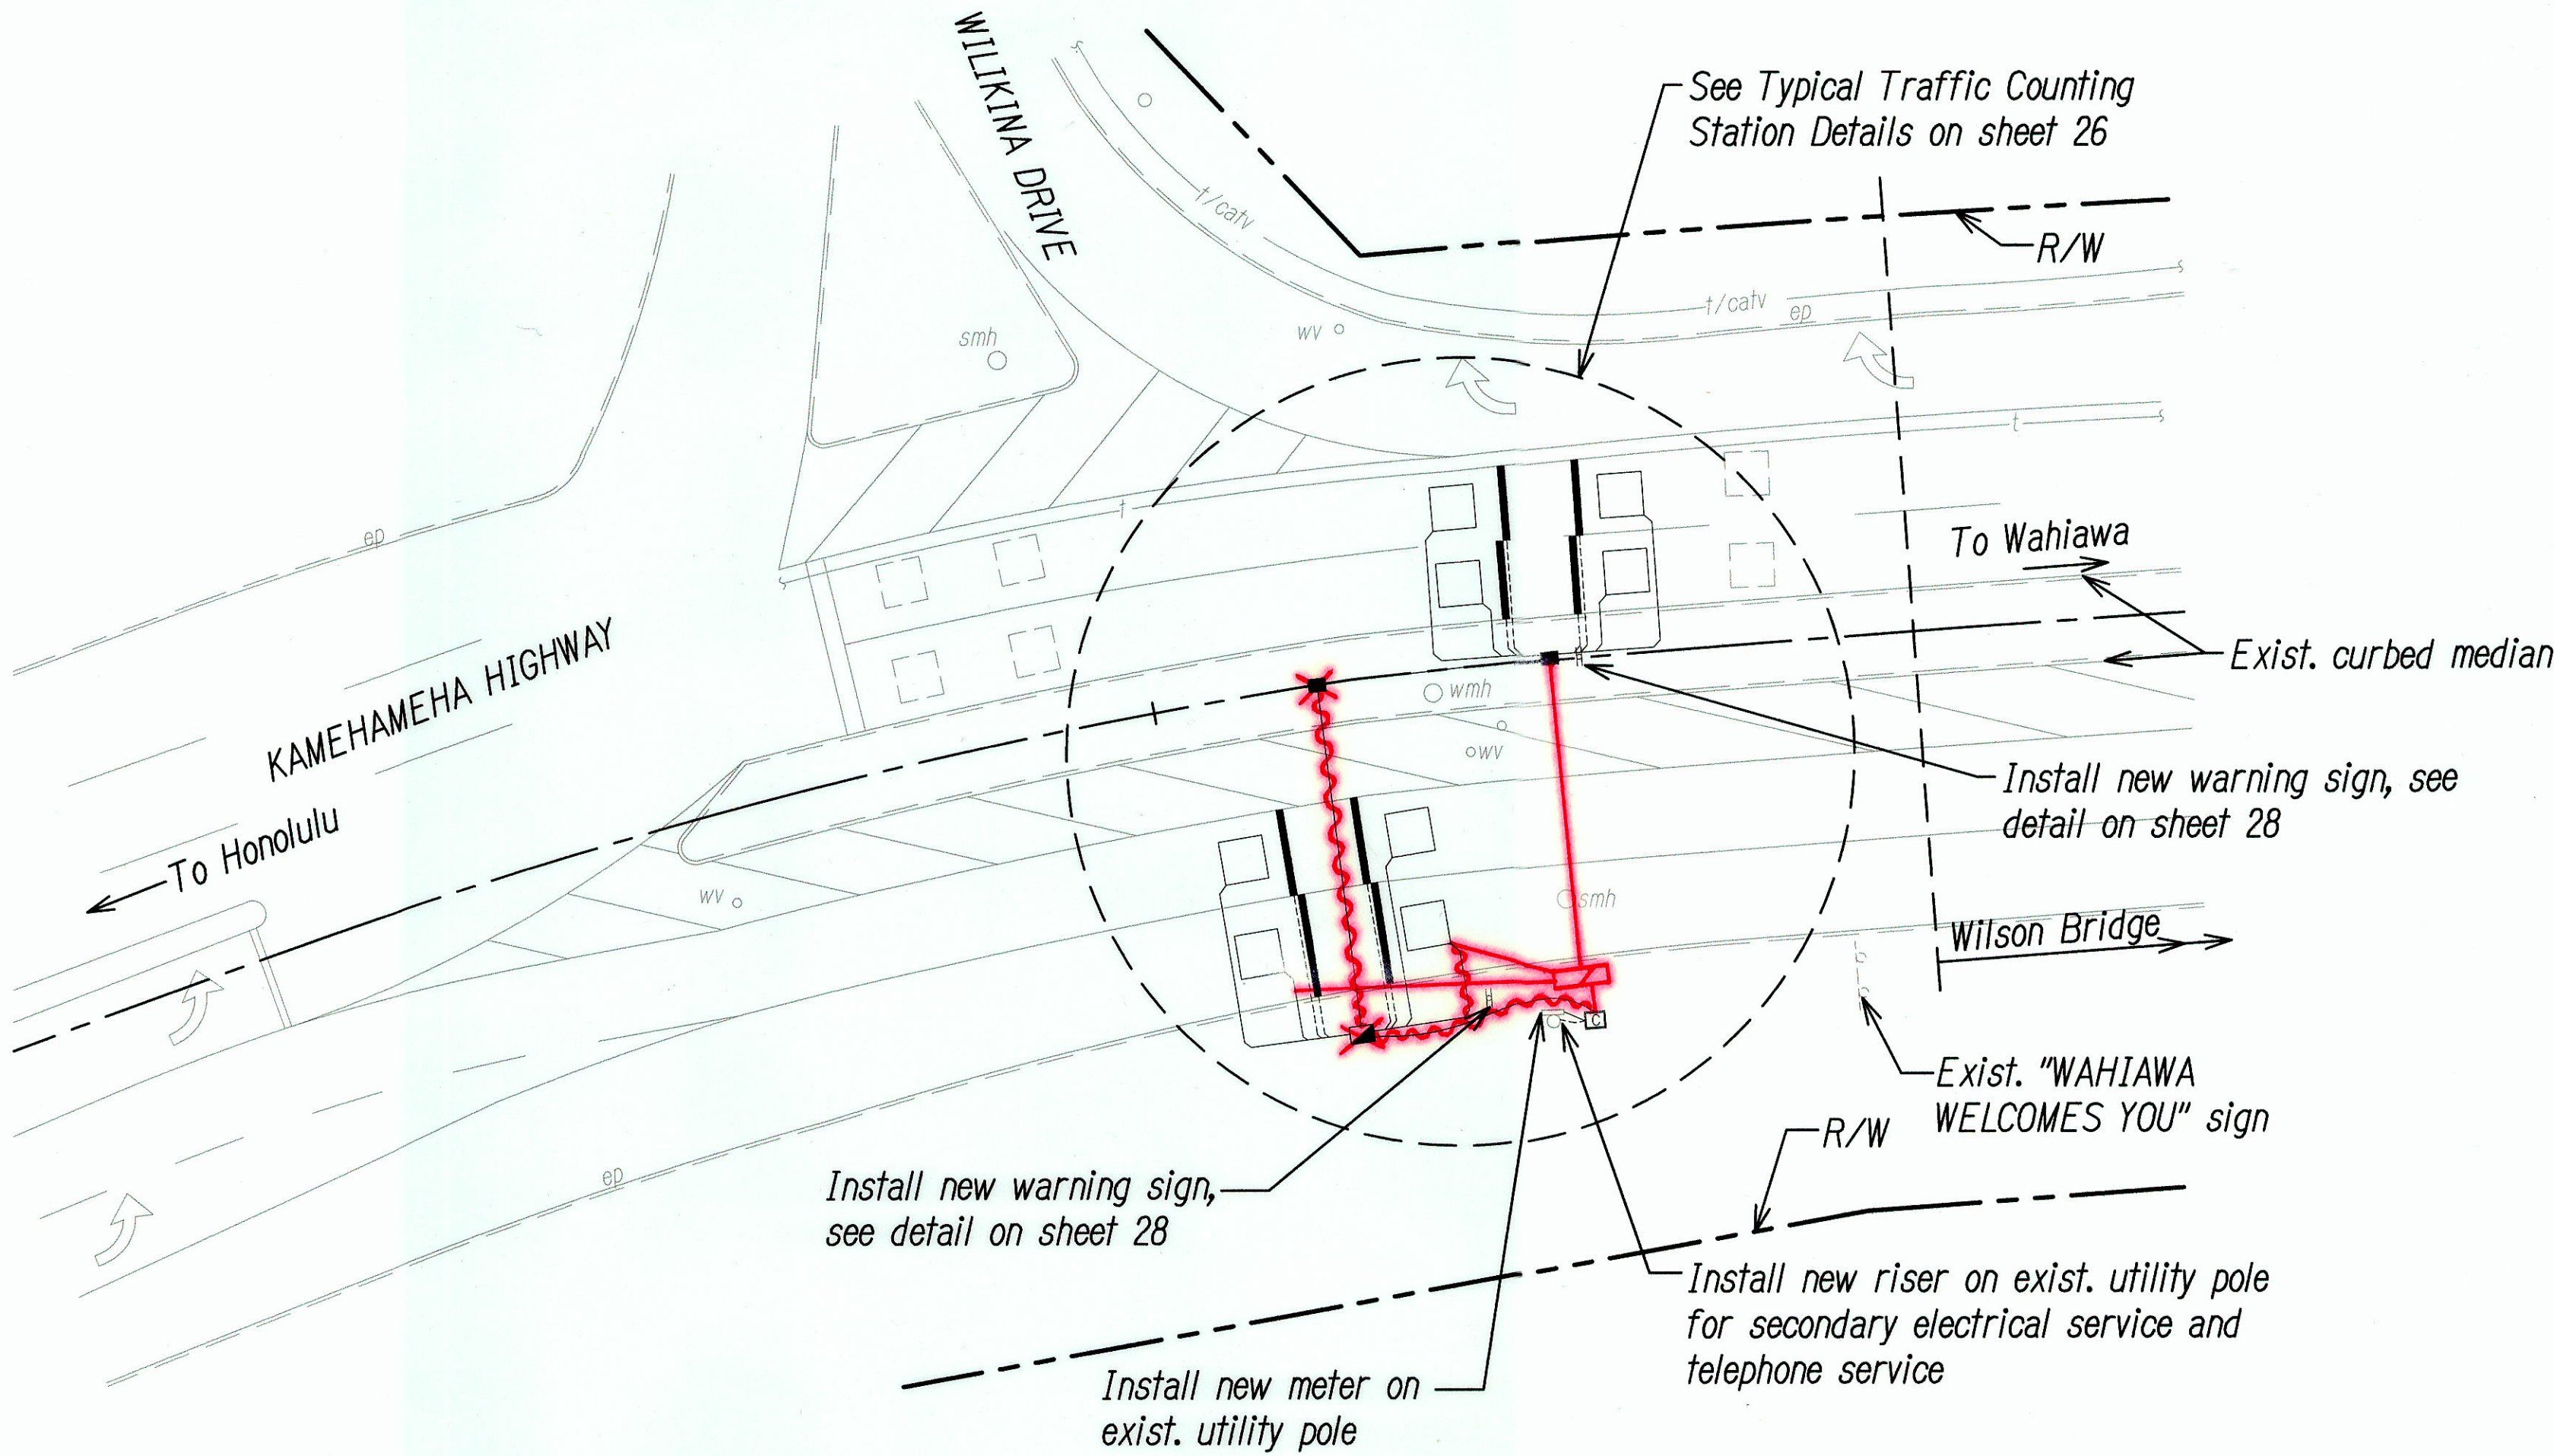 WILIKINA DRIVE
See Typical Traffic Counting
Station Details on sheet 26
t/catv
R/W
t/catv
ep
smh
wv
t
t
ep
To Wahiawa
KAMEHAMEHA HIGHWAY
Exist. curbed median
wmh
wv
Install new warning sign, see
detail on sheet 28
To Honolulu
wv
smh
Wilson Bridge
C
Exist. "WAHIAWA
WELCOMES YOU" sign
R/W
ep
Install new warning sign,
see detail on sheet 28
Install new riser on exist. utility pole
for secondary electrical service and
telephone service
Install new meter on
exist. utility pole